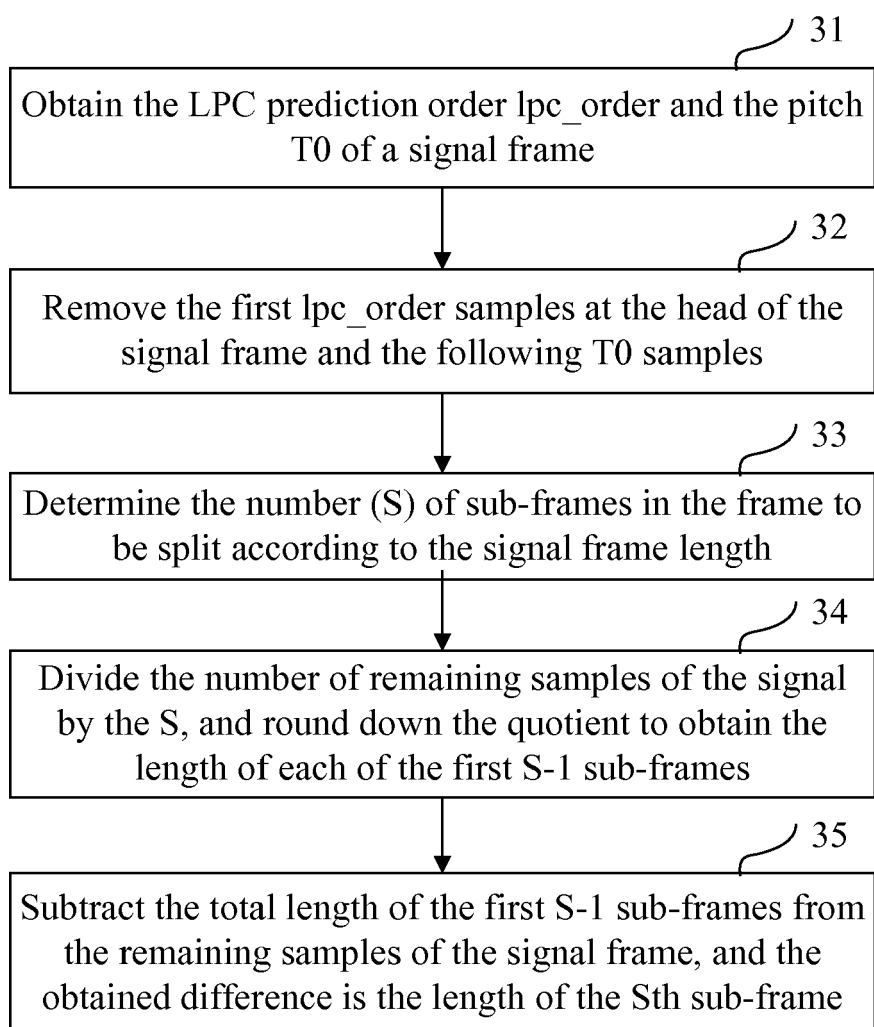 31
Obtain the LPC prediction order lpc_order and the pitch
T0 of a signal frame
32
Remove the first lpc_order samples at the head of the
signal frame and the following T0 samples
33
Determine the number (S) of sub-frames in the frame to
be split according to the signal frame length
34
Divide the number of remaining samples of the signal
by the S, and round down the quotient to obtain the
length of each of the first S-1 sub-frames
35
Subtract the total length of the first S-1 sub-frames from
the remaining samples of the signal frame, and the
obtained difference is the length of the Sth sub-frame